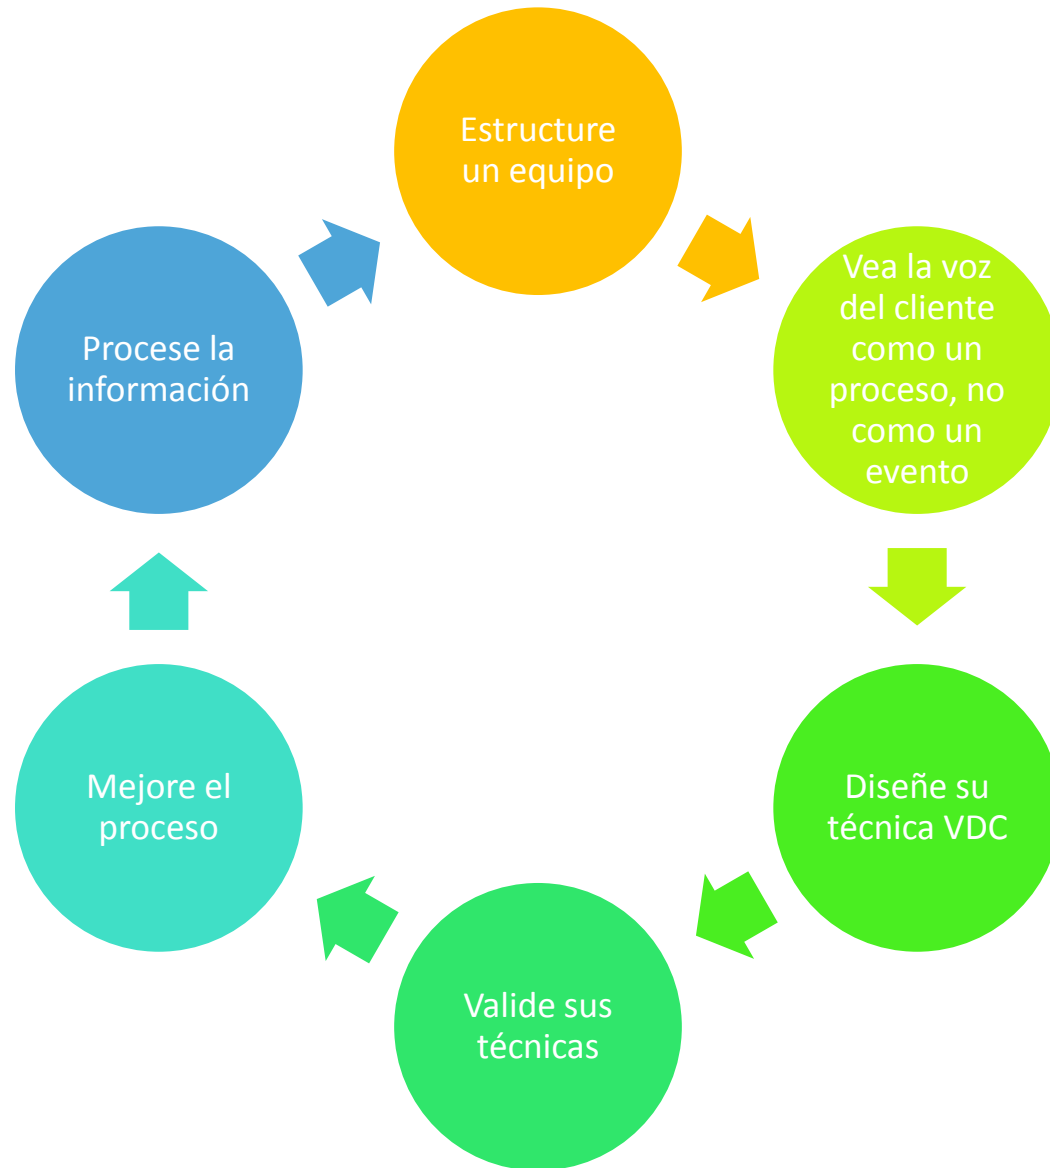 Estructure
un equipo
Vea la voz
del cliente
como un
proceso, no
como un
evento
Diseñe su
técnica VDC
Valide sus
técnicas
Mejore el
proceso
Procese la
información